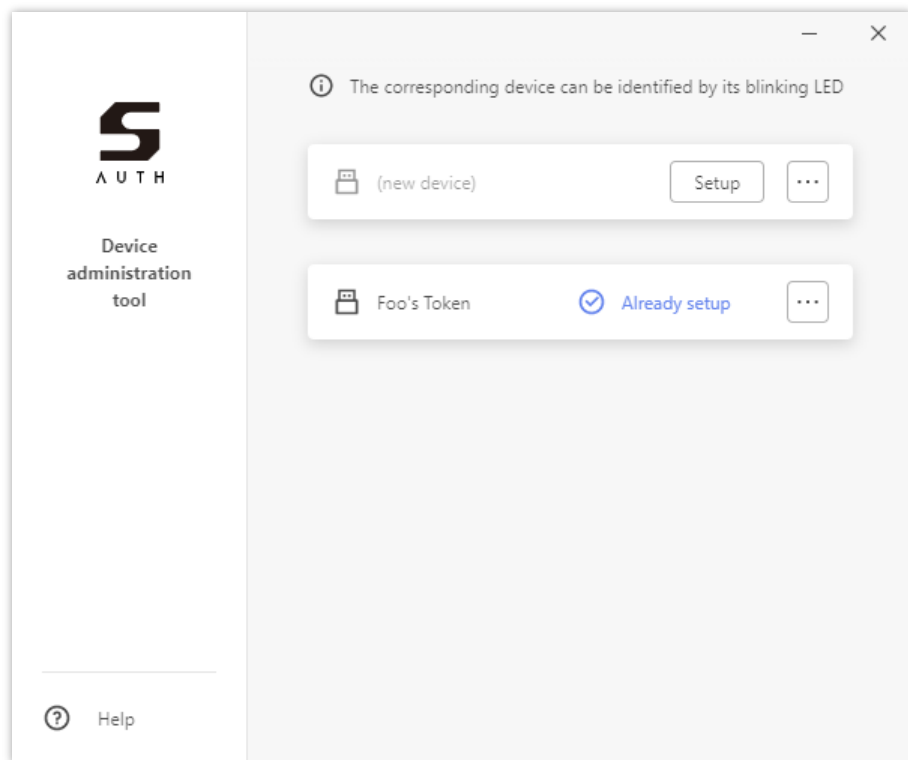 The corresponding device can be identified by its blinking LED
S
AUTH
Device
administration
tool
(new device)
Setup
...
Foo's Token
Already setup
...
Help